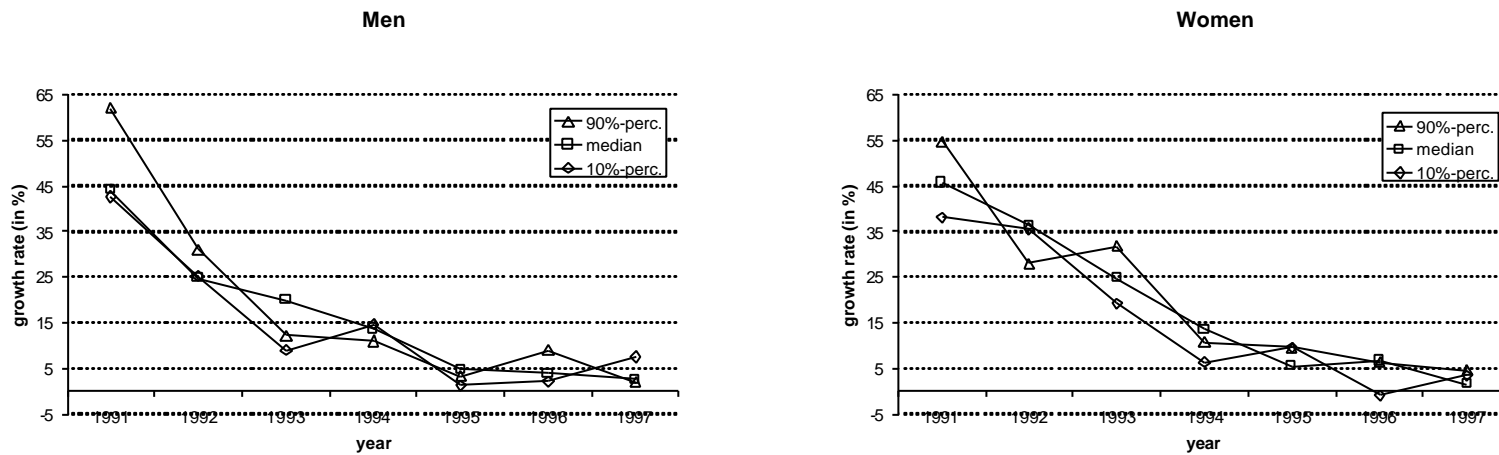 Men
65
55
45
35
25
15
5
-5
growth rate (in %)
90%-perc.
median
10%-perc.
1991 1992 1993 1994 1995 1996 1997
year
Women
65
55
45
35
25
15
5
-5
growth rate (in %)
90%-perc.
median
10%-perc.
1991 1992 1993 1994 1995 1996 1997
year